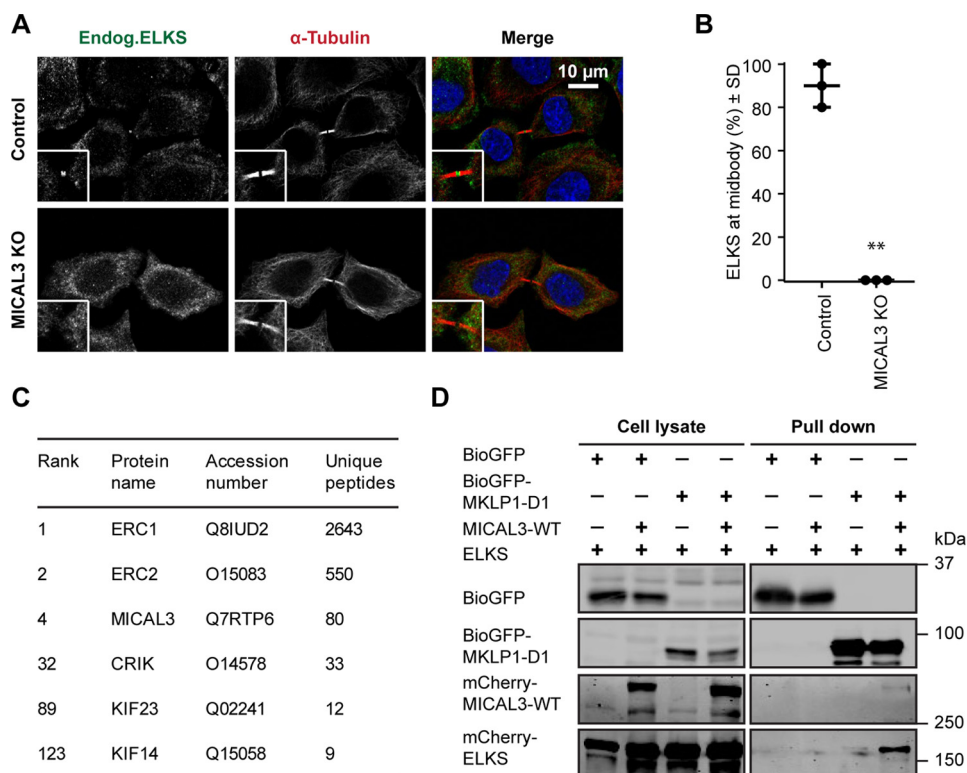 A
Endog.ELKS α-Tubulin Merge
Control
10 µm
MICAL3 KO
B
ELKS at midbody (%) ± SD
100
80
60
40
20
0
**
Control
MICAL3 KO
C
Rank Protein name Accession number Unique peptides
1 ERC1 Q8IUD2 2643
2 ERC2 O15083 550
4 MICAL3 Q7RTP6 80
32 CRIK O14578 33
89 KIF23 Q02241 12
123 KIF14 Q15058 9
D
Cell lysate Pull down
BioGFP + + – – + + – –
BioGFP-
MKLP1-D1 – – + + – – + +
MICAL3-WT – + – + – + – +
ELKS + + + + + + + +
kDa
37
BioGFP
BioGFP-
MKLP1-D1
100
mCherry-
MICAL3-WT
250
mCherry-
ELKS
150